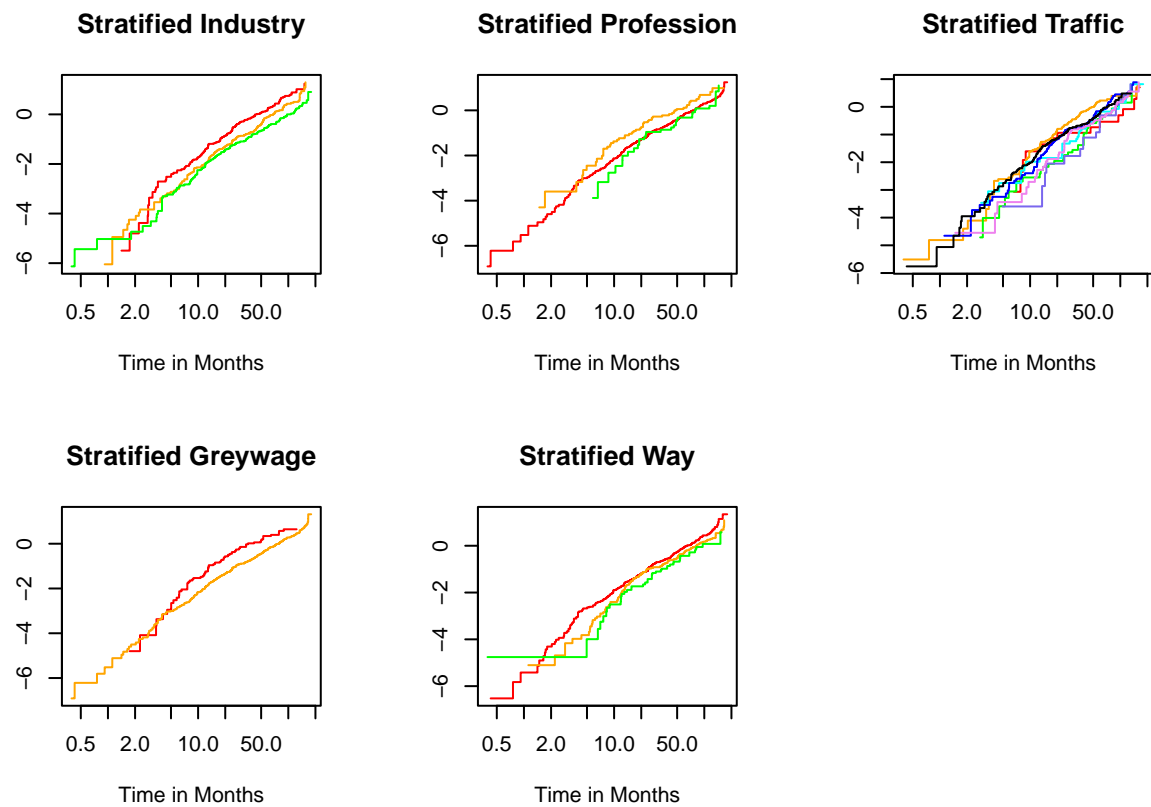 Stratified Industry
0
−2
−4
−6
0.5 2.0 10.0 50.0
Time in Months
Stratified Profession
0
−2
−4
−6
0.5 2.0 10.0 50.0
Time in Months
Stratified Traffic
0
−2
−4
−6
0.5 2.0 10.0 50.0
Time in Months
Stratified Greywage
0
−2
−4
−6
0.5 2.0 10.0 50.0
Time in Months
Stratified Way
0
−2
−4
−6
0.5 2.0 10.0 50.0
Time in Months